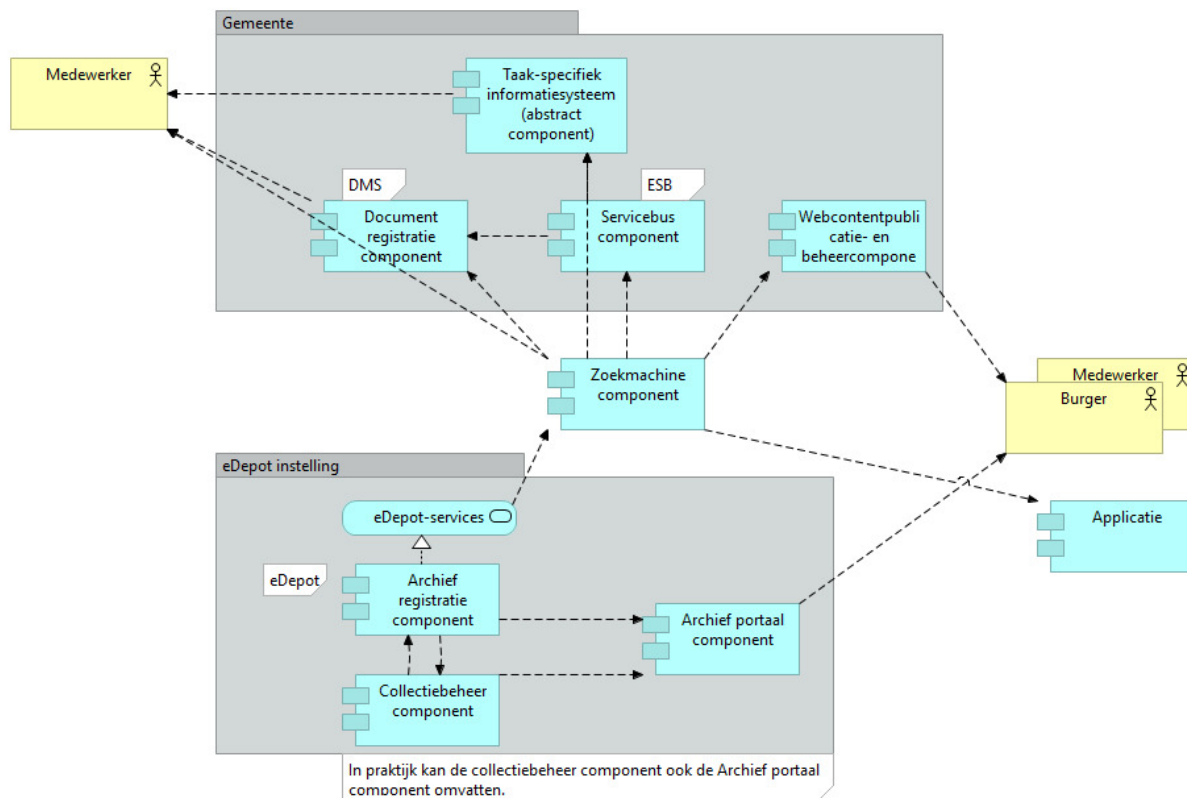 Gemeente
Medewerker
Taak-specifiek
informatiesysteem
(abstract
component)
DMS
ESB
Document
registratie
component
Servicebus
component
Webcontentpubli
catie- en
beheercompone
Zoekmachine
component
Medewerker
Burger
eDepot instelling
eDepot-services
Applicatie
eDepot
Archief
registratie
component
Archief portaal
component
Collectiebeheer
component
In praktijk kan de collectiebeheer component ook de Archief portaal
component omvatten.